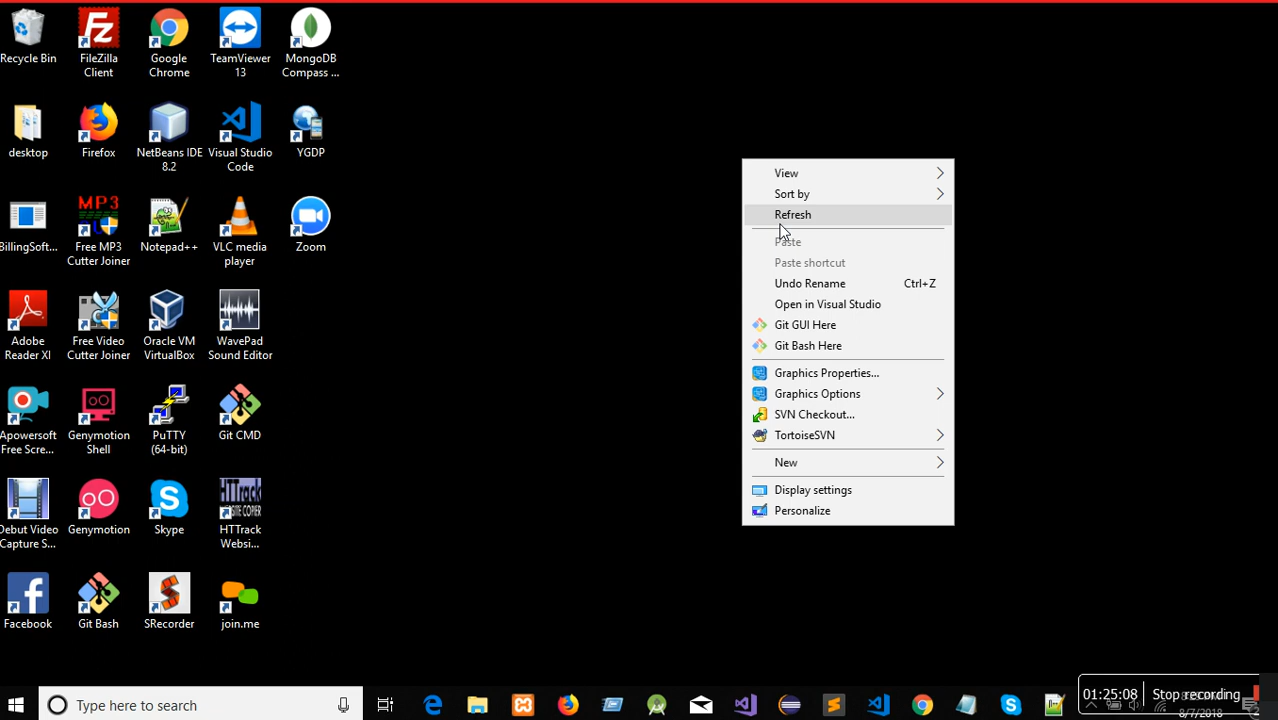 Recycle Bin
FileZilla
Client
Google
Chrome
TeamViewer
13
MongoDB
Compass ...
desktop
Firefox
NetBeans IDE
8.2
Visual Studio
Code
YGDP
BillingSoft...
Free MP3
Cutter Joiner
Notepad++
VLC media
player
Zoom
Adobe
Reader XI
Free Video
Cutter Joiner
Oracle VM
VirtualBox
WavePad
Sound Editor
Apowersoft
Free Scre...
Genymotion
Shell
PuTTY
(64-bit)
Git CMD
Debut Video
Capture S...
Genymotion
Skype
HTTrack
Websi...
Facebook
Git Bash
SRecorder
join.me
View
Sort by
Refresh
Paste
Paste shortcut
Undo Rename Ctrl+Z
Open in Visual Studio
Git GUI Here
Git Bash Here
Graphics Properties...
Graphics Options
SVN Checkout...
TortoiseSVN
New
Display settings
Personalize
Type here to search
01:25:08 Stop recording
8/7/2018